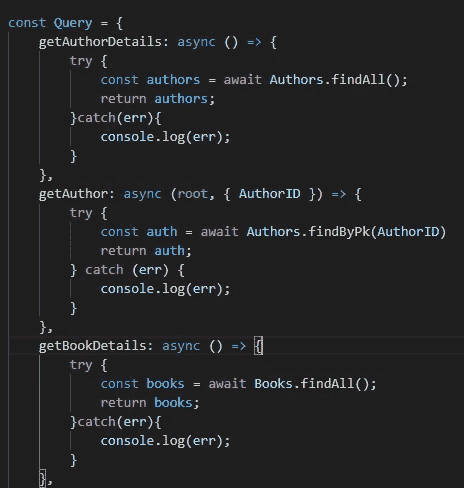 const Query = {
    getAuthorDetails: async () => {
        try {
            const authors = await Authors.findAll();
            return authors;
        }catch(err){
            console.log(err);
        }
    },
    getAuthor: async (root, { AuthorID }) => {
        try {
            const auth = await Authors.findByPk(AuthorID)
            return auth;
        } catch (err) {
            console.log(err);
        }
    },
    getBookDetails: async () => {
        try {
            const books = await Books.findAll();
            return books;
        }catch(err){
            console.log(err);
        }
    },